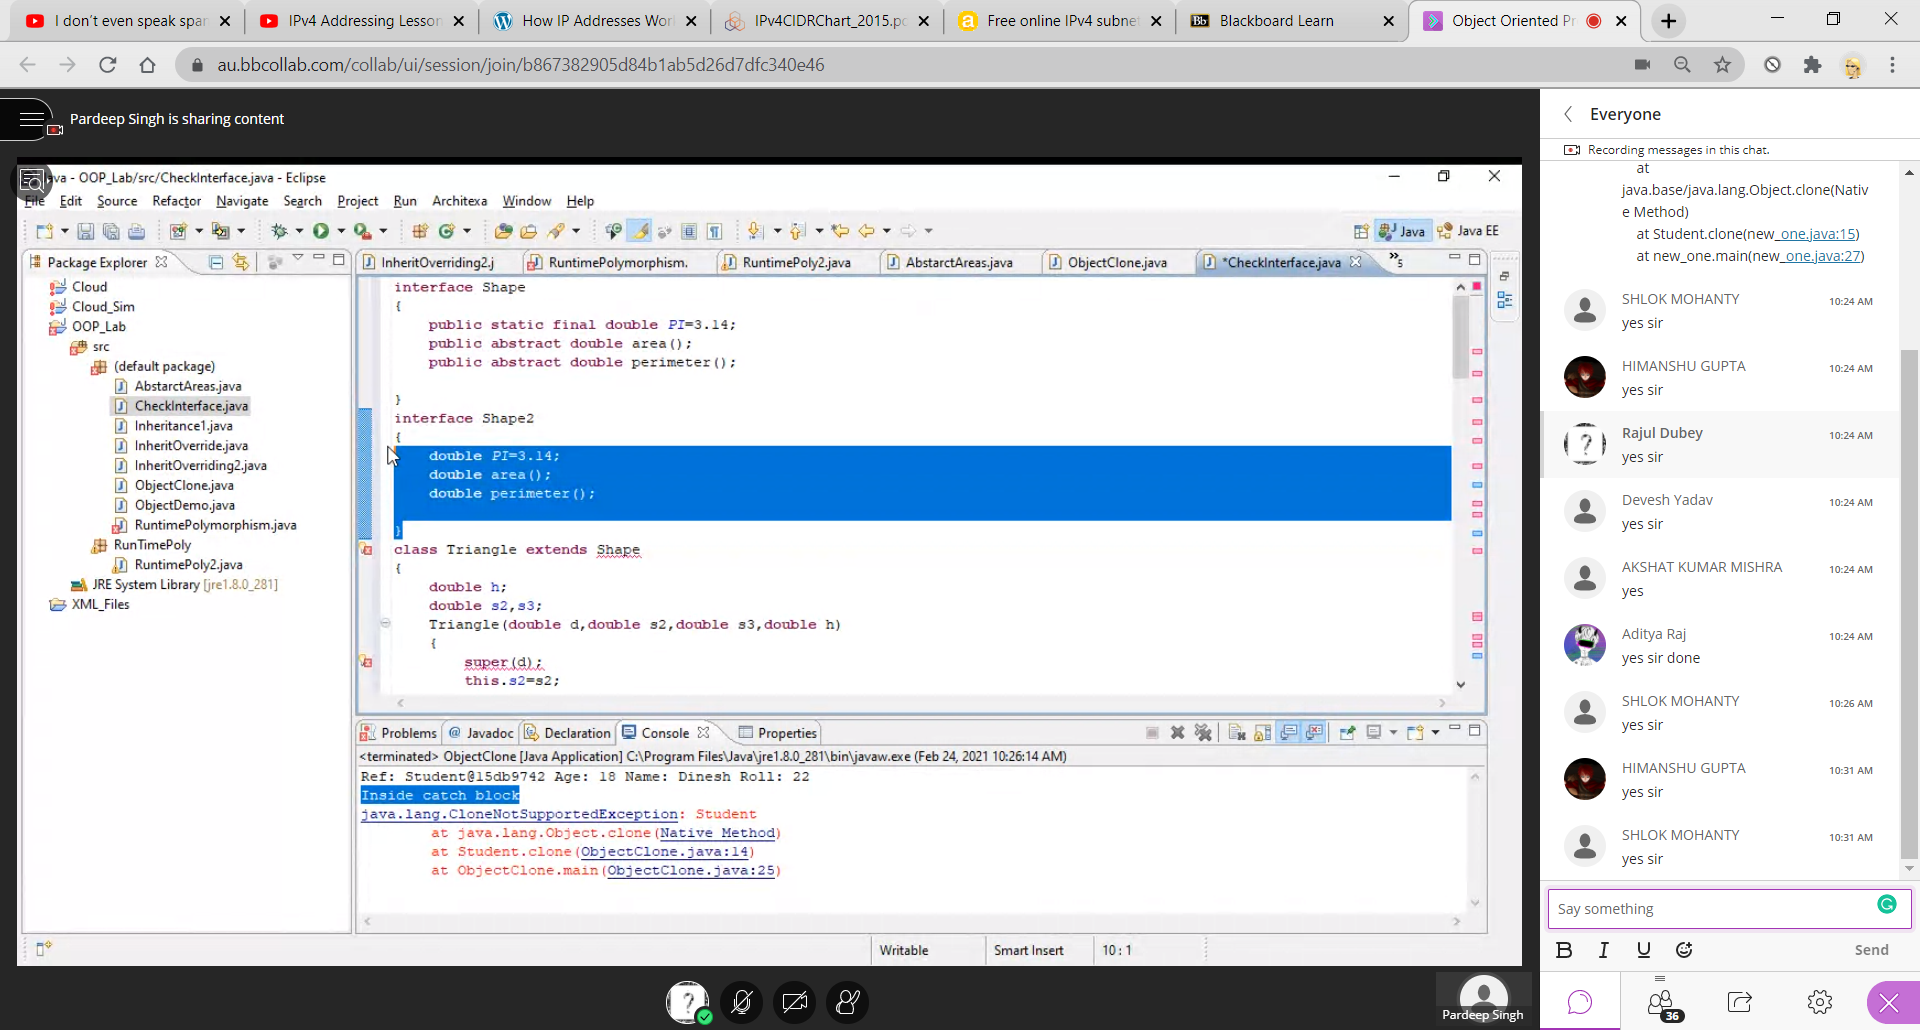 I don't even speak spa
IPv4 Addressing Lesson
How IP Addresses Wor
IPv4CIDRChart_2015.pd
Free online IPv4 subne
Blackboard Learn
Object Oriented Pr
au.bbcollab.com/collab/ui/session/join/b867382905d84b1ab5d26d7dfc340e46
Pardeep Singh is sharing content
ava - OOP_Lab/src/CheckInterface.java - Eclipse
File Edit Source Refactor Navigate Search Project Run Architexa Window Help
Java
Java EE
Package Explorer
Cloud
Cloud_Sim
OOP_Lab
src
(default package)
AbstarctAreas.java
CheckInterface.java
Inheritance1.java
InheritOverride.java
InheritOverriding2.java
ObjectClone.java
ObjectDemo.java
RuntimePolymorphism.java
RunTimePoly
RuntimePoly2.java
JRE System Library [jre1.8.0_281]
XML_Files
InheritOverriding2.j
RuntimePolymorphism.
RuntimePoly2.java
AbstarctAreas.java
ObjectClone.java
*CheckInterface.java
»5
interface Shape
{
public static final double PI=3.14;
public abstract double area();
public abstract double perimeter();
}
interface Shape2
{
double PI=3.14;
double area();
double perimeter();
}
class Triangle extends Shape
{
double h;
double s2,s3;
Triangle(double d,double s2,double s3,double h)
{
super(d);
this.s2=s2;
Problems
@ Javadoc
Declaration
Console
Properties
<terminated> ObjectClone [Java Application] C:\Program Files\Java\jre1.8.0_281\bin\javaw.exe (Feb 24, 2021 10:26:14 AM)
Ref: Student@15db9742 Age: 18 Name: Dinesh Roll: 22
Inside catch block
java.lang.CloneNotSupportedException: Student
at java.lang.Object.clone(Native Method)
at Student.clone(ObjectClone.java:14)
at ObjectClone.main(ObjectClone.java:25)
Writable
Smart Insert
10 : 1
Pardeep Singh
Everyone
Recording messages in this chat.
at
java.base/java.lang.Object.clone(Nativ
e Method)
at Student.clone(new_one.java:15)
at new_one.main(new_one.java:27)
SHLOK MOHANTY 10:24 AM
yes sir
HIMANSHU GUPTA 10:24 AM
yes sir
Rajul Dubey 10:24 AM
yes sir
Devesh Yadav 10:24 AM
yes sir
AKSHAT KUMAR MISHRA 10:24 AM
yes
Aditya Raj 10:24 AM
yes sir done
SHLOK MOHANTY 10:26 AM
yes sir
HIMANSHU GUPTA 10:31 AM
yes sir
SHLOK MOHANTY 10:31 AM
yes sir
Say something
B I U
Send
36